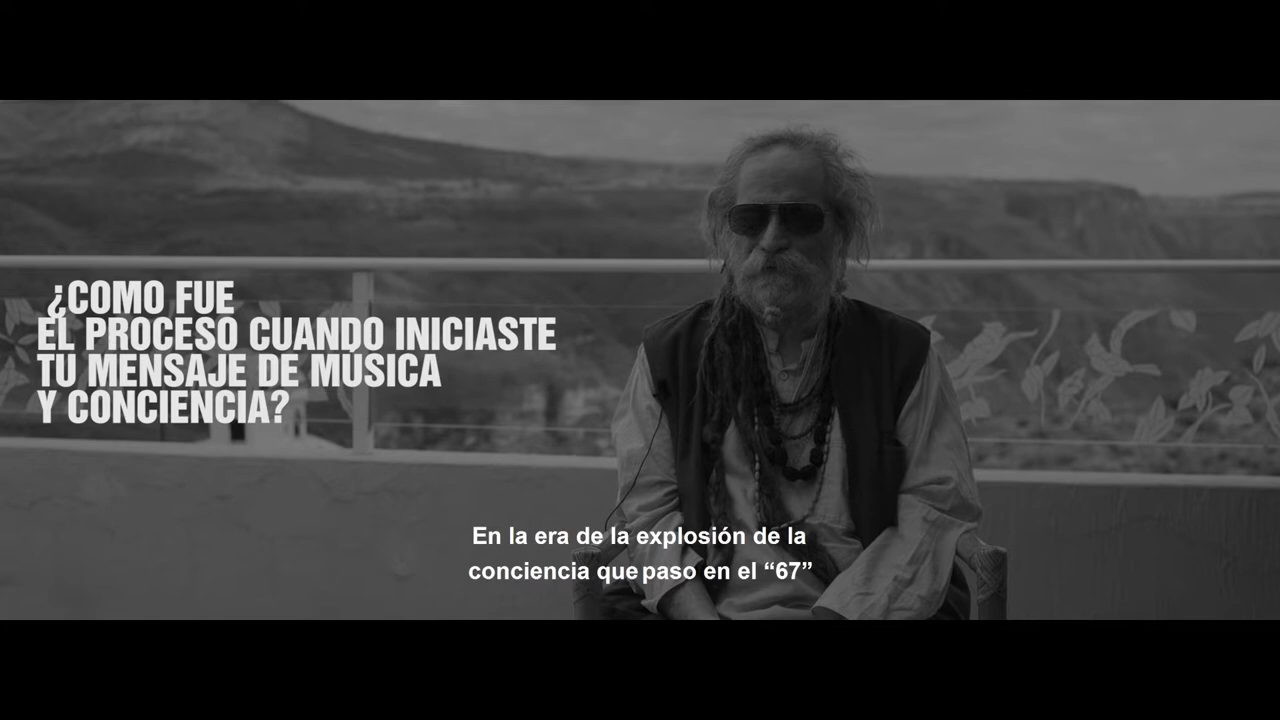 ¿COMO FUE
EL PROCESO CUANDO INICIASTE
TU MENSAJE DE MÚSICA
Y CONCIENCIA?
En la era de la explosión de la
conciencia que paso en el “67”